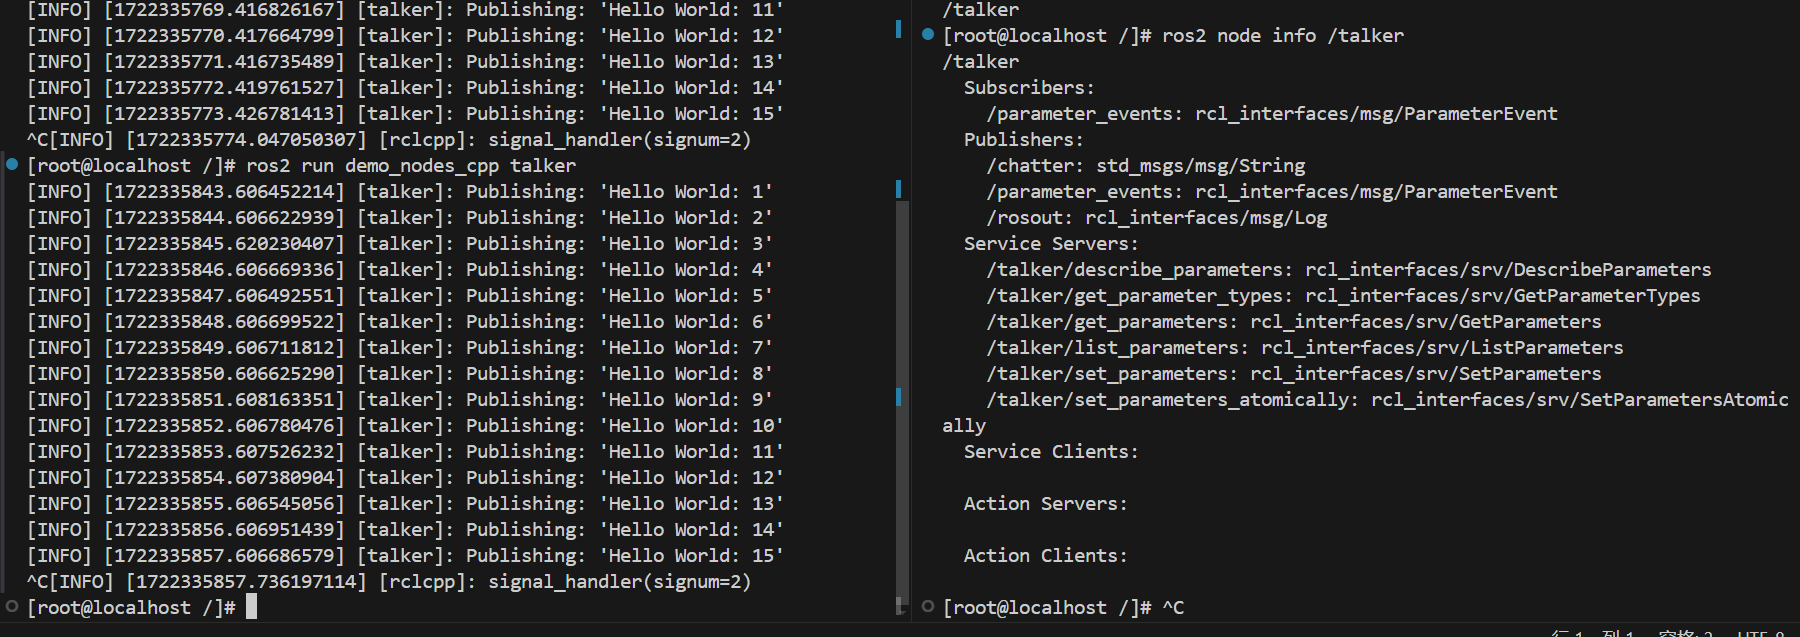 [INFO] [1722335769.416826167] [talker]: Publishing: 'Hello World: 11'
[INFO] [1722335770.417664799] [talker]: Publishing: 'Hello World: 12'
[INFO] [1722335771.416735489] [talker]: Publishing: 'Hello World: 13'
[INFO] [1722335772.419761527] [talker]: Publishing: 'Hello World: 14'
[INFO] [1722335773.426781413] [talker]: Publishing: 'Hello World: 15'
^C[INFO] [1722335774.047050307] [rclcpp]: signal_handler(signum=2)
[root@localhost /]# ros2 run demo_nodes_cpp talker
[INFO] [1722335843.606452214] [talker]: Publishing: 'Hello World: 1'
[INFO] [1722335844.606622939] [talker]: Publishing: 'Hello World: 2'
[INFO] [1722335845.620230407] [talker]: Publishing: 'Hello World: 3'
[INFO] [1722335846.606669336] [talker]: Publishing: 'Hello World: 4'
[INFO] [1722335847.606492551] [talker]: Publishing: 'Hello World: 5'
[INFO] [1722335848.606699522] [talker]: Publishing: 'Hello World: 6'
[INFO] [1722335849.606711812] [talker]: Publishing: 'Hello World: 7'
[INFO] [1722335850.606625290] [talker]: Publishing: 'Hello World: 8'
[INFO] [1722335851.608163351] [talker]: Publishing: 'Hello World: 9'
[INFO] [1722335852.606780476] [talker]: Publishing: 'Hello World: 10'
[INFO] [1722335853.607526232] [talker]: Publishing: 'Hello World: 11'
[INFO] [1722335854.607380904] [talker]: Publishing: 'Hello World: 12'
[INFO] [1722335855.606545056] [talker]: Publishing: 'Hello World: 13'
[INFO] [1722335856.606951439] [talker]: Publishing: 'Hello World: 14'
[INFO] [1722335857.606686579] [talker]: Publishing: 'Hello World: 15'
^C[INFO] [1722335857.736197114] [rclcpp]: signal_handler(signum=2)
[root@localhost /]#
/talker
[root@localhost /]# ros2 node info /talker
/talker
  Subscribers:
    /parameter_events: rcl_interfaces/msg/ParameterEvent
  Publishers:
    /chatter: std_msgs/msg/String
    /parameter_events: rcl_interfaces/msg/ParameterEvent
    /rosout: rcl_interfaces/msg/Log
  Service Servers:
    /talker/describe_parameters: rcl_interfaces/srv/DescribeParameters
    /talker/get_parameter_types: rcl_interfaces/srv/GetParameterTypes
    /talker/get_parameters: rcl_interfaces/srv/GetParameters
    /talker/list_parameters: rcl_interfaces/srv/ListParameters
    /talker/set_parameters: rcl_interfaces/srv/SetParameters
    /talker/set_parameters_atomically: rcl_interfaces/srv/SetParametersAtomic
ally
  Service Clients:
  Action Servers:
  Action Clients:
[root@localhost /]# ^C